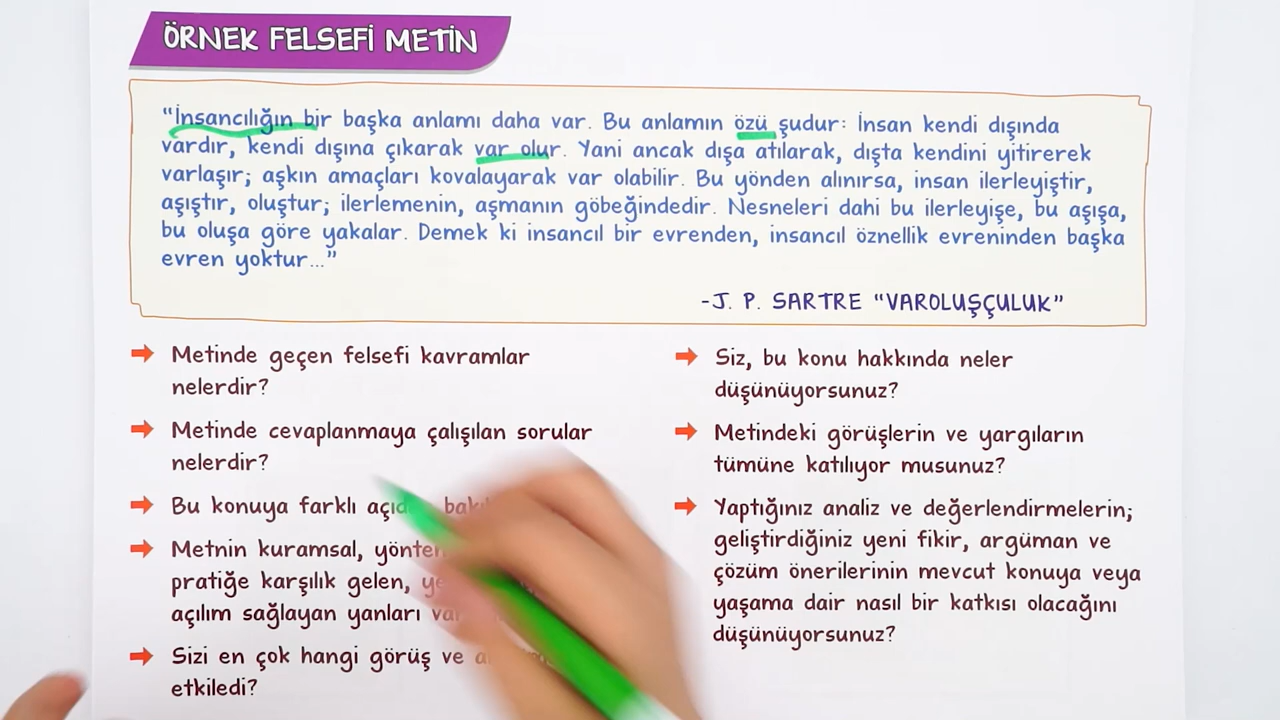 ÖRNEK FELSEFİ METİN
“İnsancılığın bir başka anlamı daha var. Bu anlamın özü şudur: İnsan kendi dışında
vardır, kendi dışına çıkarak var olur. Yani ancak dışa atılarak, dışta kendini yitirerek
varlaşır; aşkın amaçları kovalayarak var olabilir. Bu yönden alınırsa, insan ilerleyiştir,
aşıştır, oluştur; ilerlemenin, aşmanın göbeğindedir. Nesneleri dahi bu ilerleyişe, bu aşışa,
bu oluşa göre yakalar. Demek ki insancıl bir evrenden, insancıl öznellik evreninden başka
evren yoktur...”
-J. P. SARTRE “VAROLUŞÇULUK”
Metinde geçen felsefi kavramlar
nelerdir?
Metinde cevaplanmaya çalışılan sorular
nelerdir?
Bu konuya farklı
Metnin kuramsal,
pratiğe karşılık gelen,
açılım sağlayan yanları
Sizi en çok hangi görüş ve
etkiledi?
Siz, bu konu hakkında neler
düşünüyorsunuz?
Metindeki görüşlerin ve yargıların
tümüne katılıyor musunuz?
Yaptığınız analiz ve değerlendirmelerin;
geliştirdiğiniz yeni fikir, argüman ve
çözüm önerilerinin mevcut konuya veya
yaşama dair nasıl bir katkısı olacağını
düşünüyorsunuz?